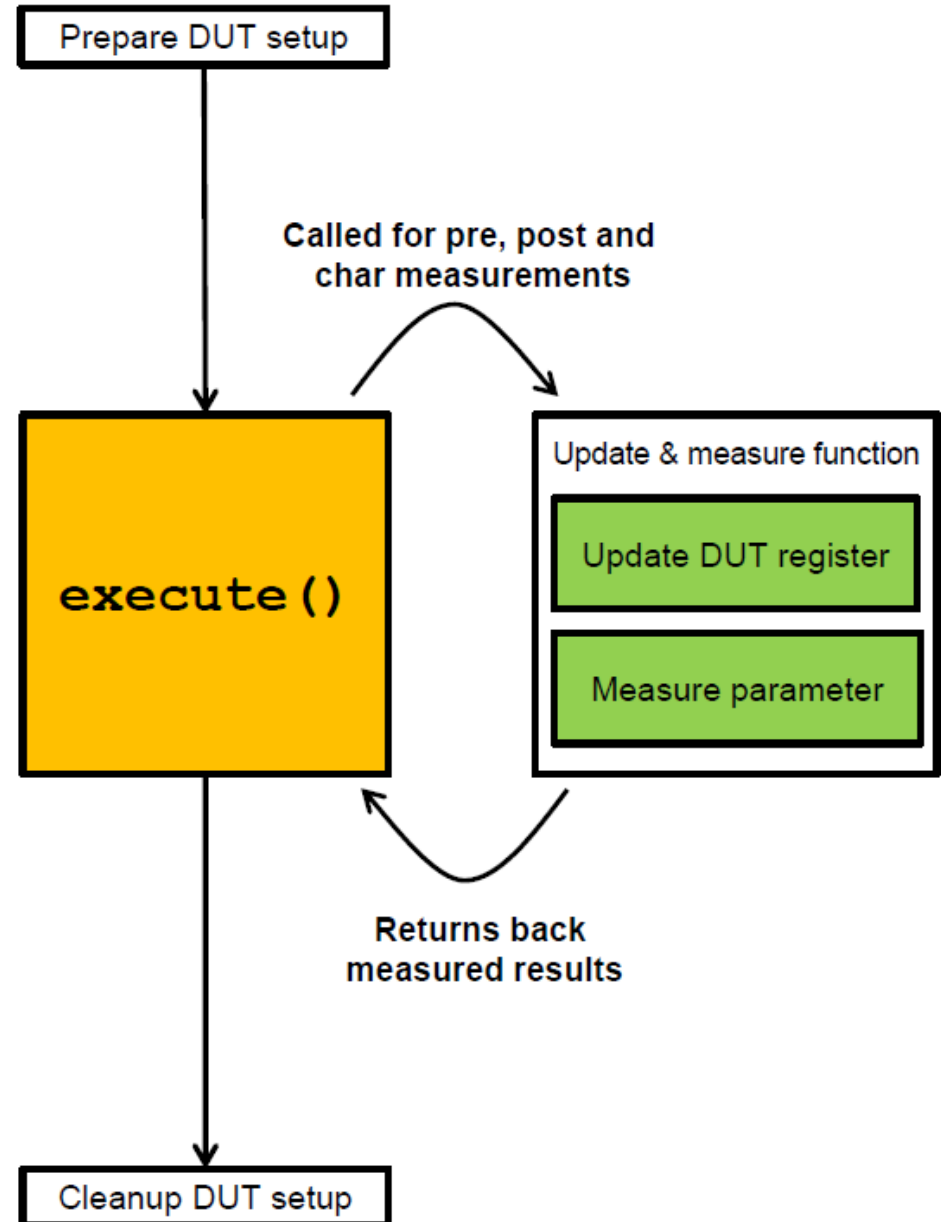 Prepare DUT setup
Called for pre, post and
char measurements
Update & measure function
Update DUT register
execute()
Measure parameter
Returns back
measured results
Cleanup DUT setup